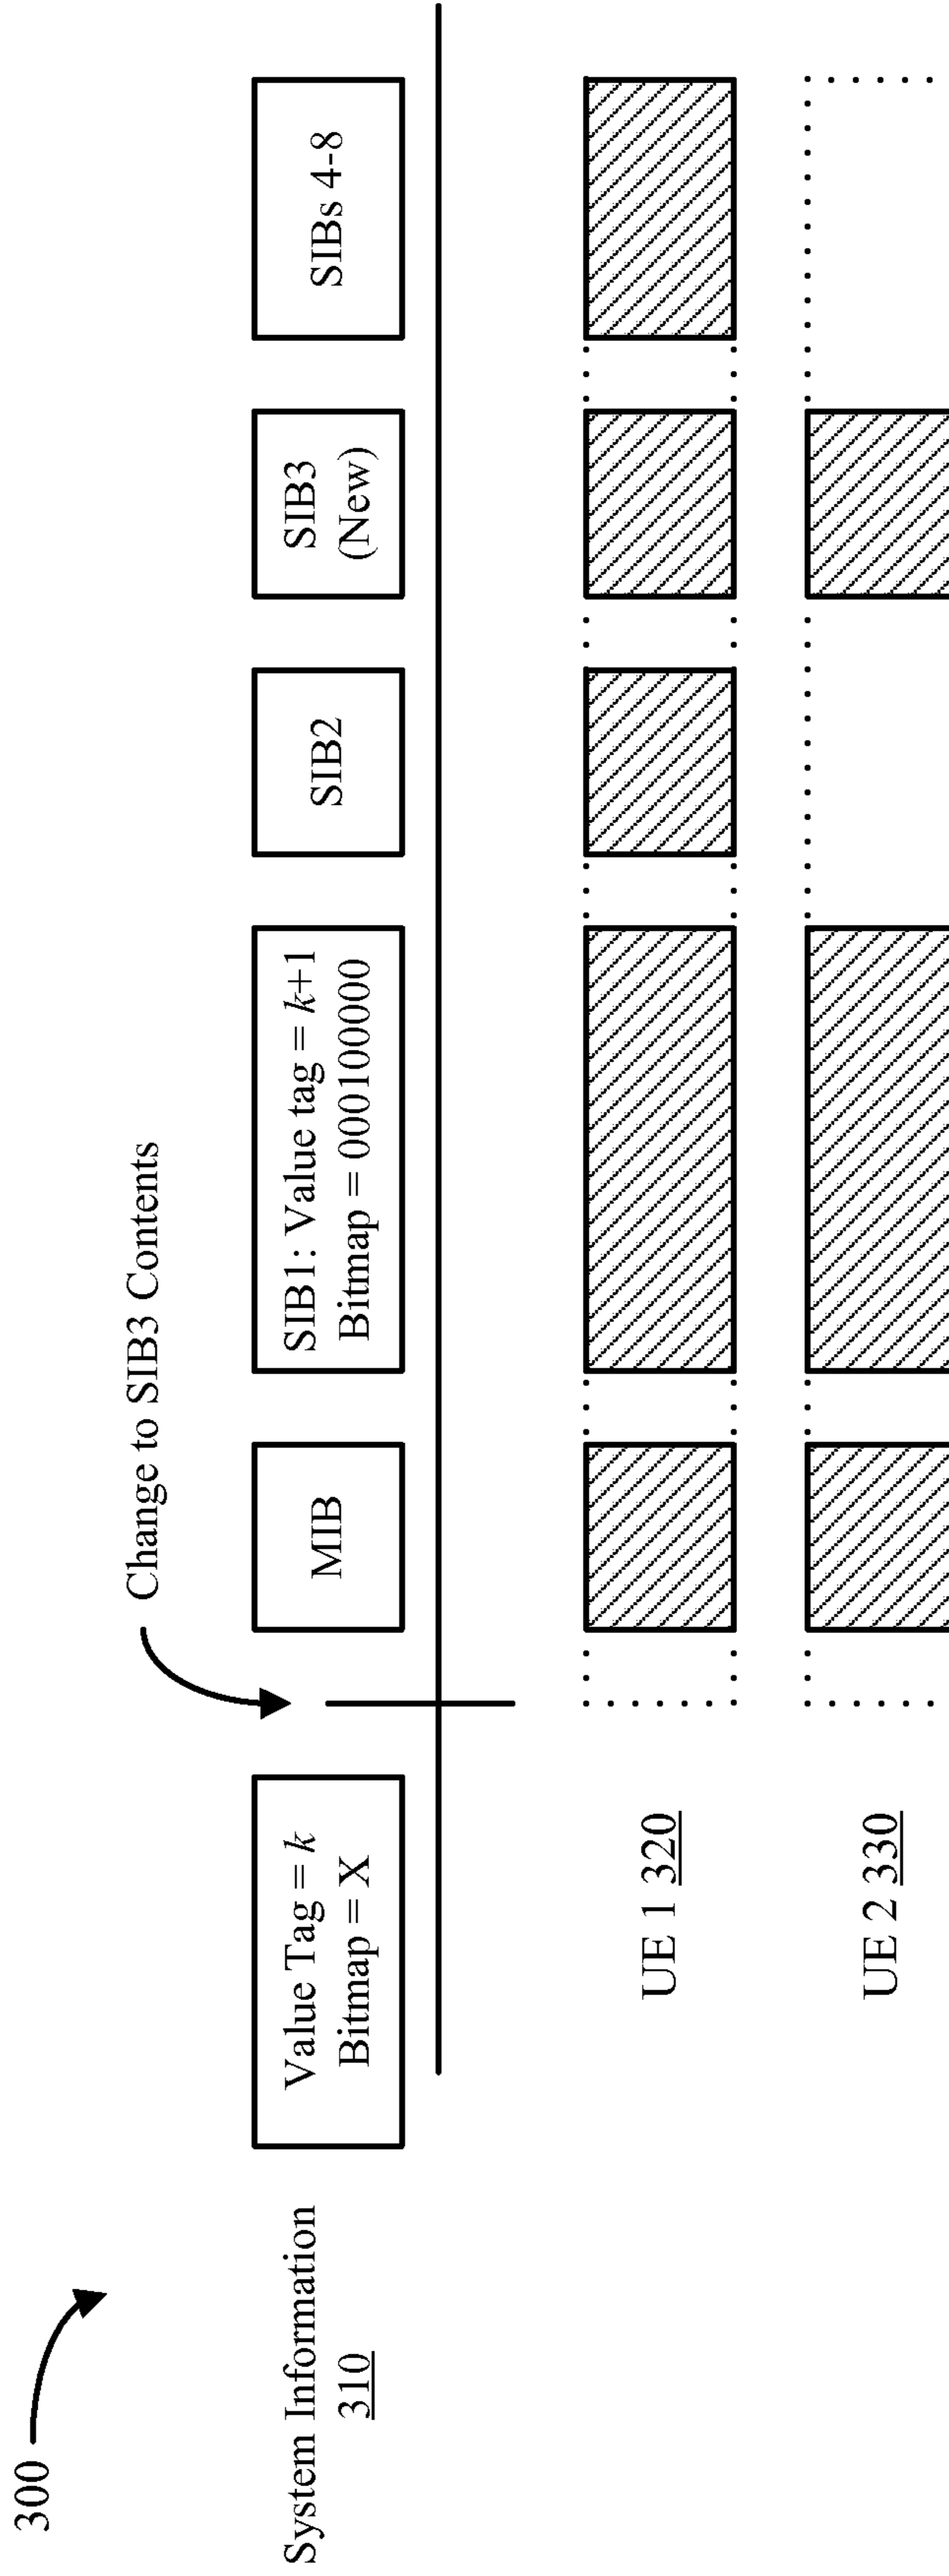 300
System Information
310
Value Tag = k
Bitmap = X
Change to SIB3 Contents
MIB
SIB1: Value tag = k+1
Bitmap = 000100000
SIB2
SIB3
(New)
SIBs 4-8
UE 1 320
UE 2 330